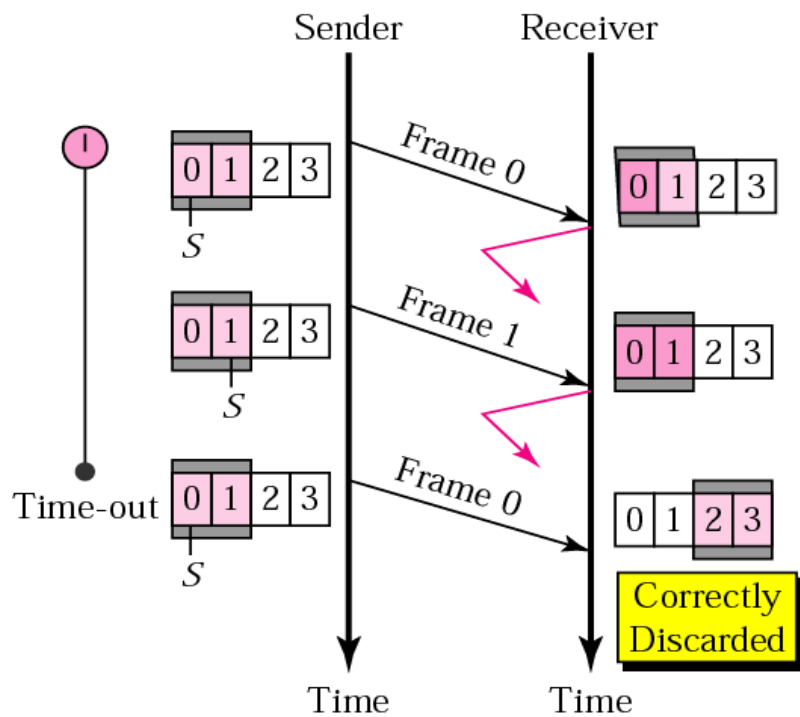 Sender Receiver
Frame 0
0 1 2 3
0 1 2 3
S
Frame 1
0 1 2 3
0 1 2 3
S
Frame 0
Time-out
0 1 2 3
0 1 2 3
S
Correctly
Discarded
Time Time